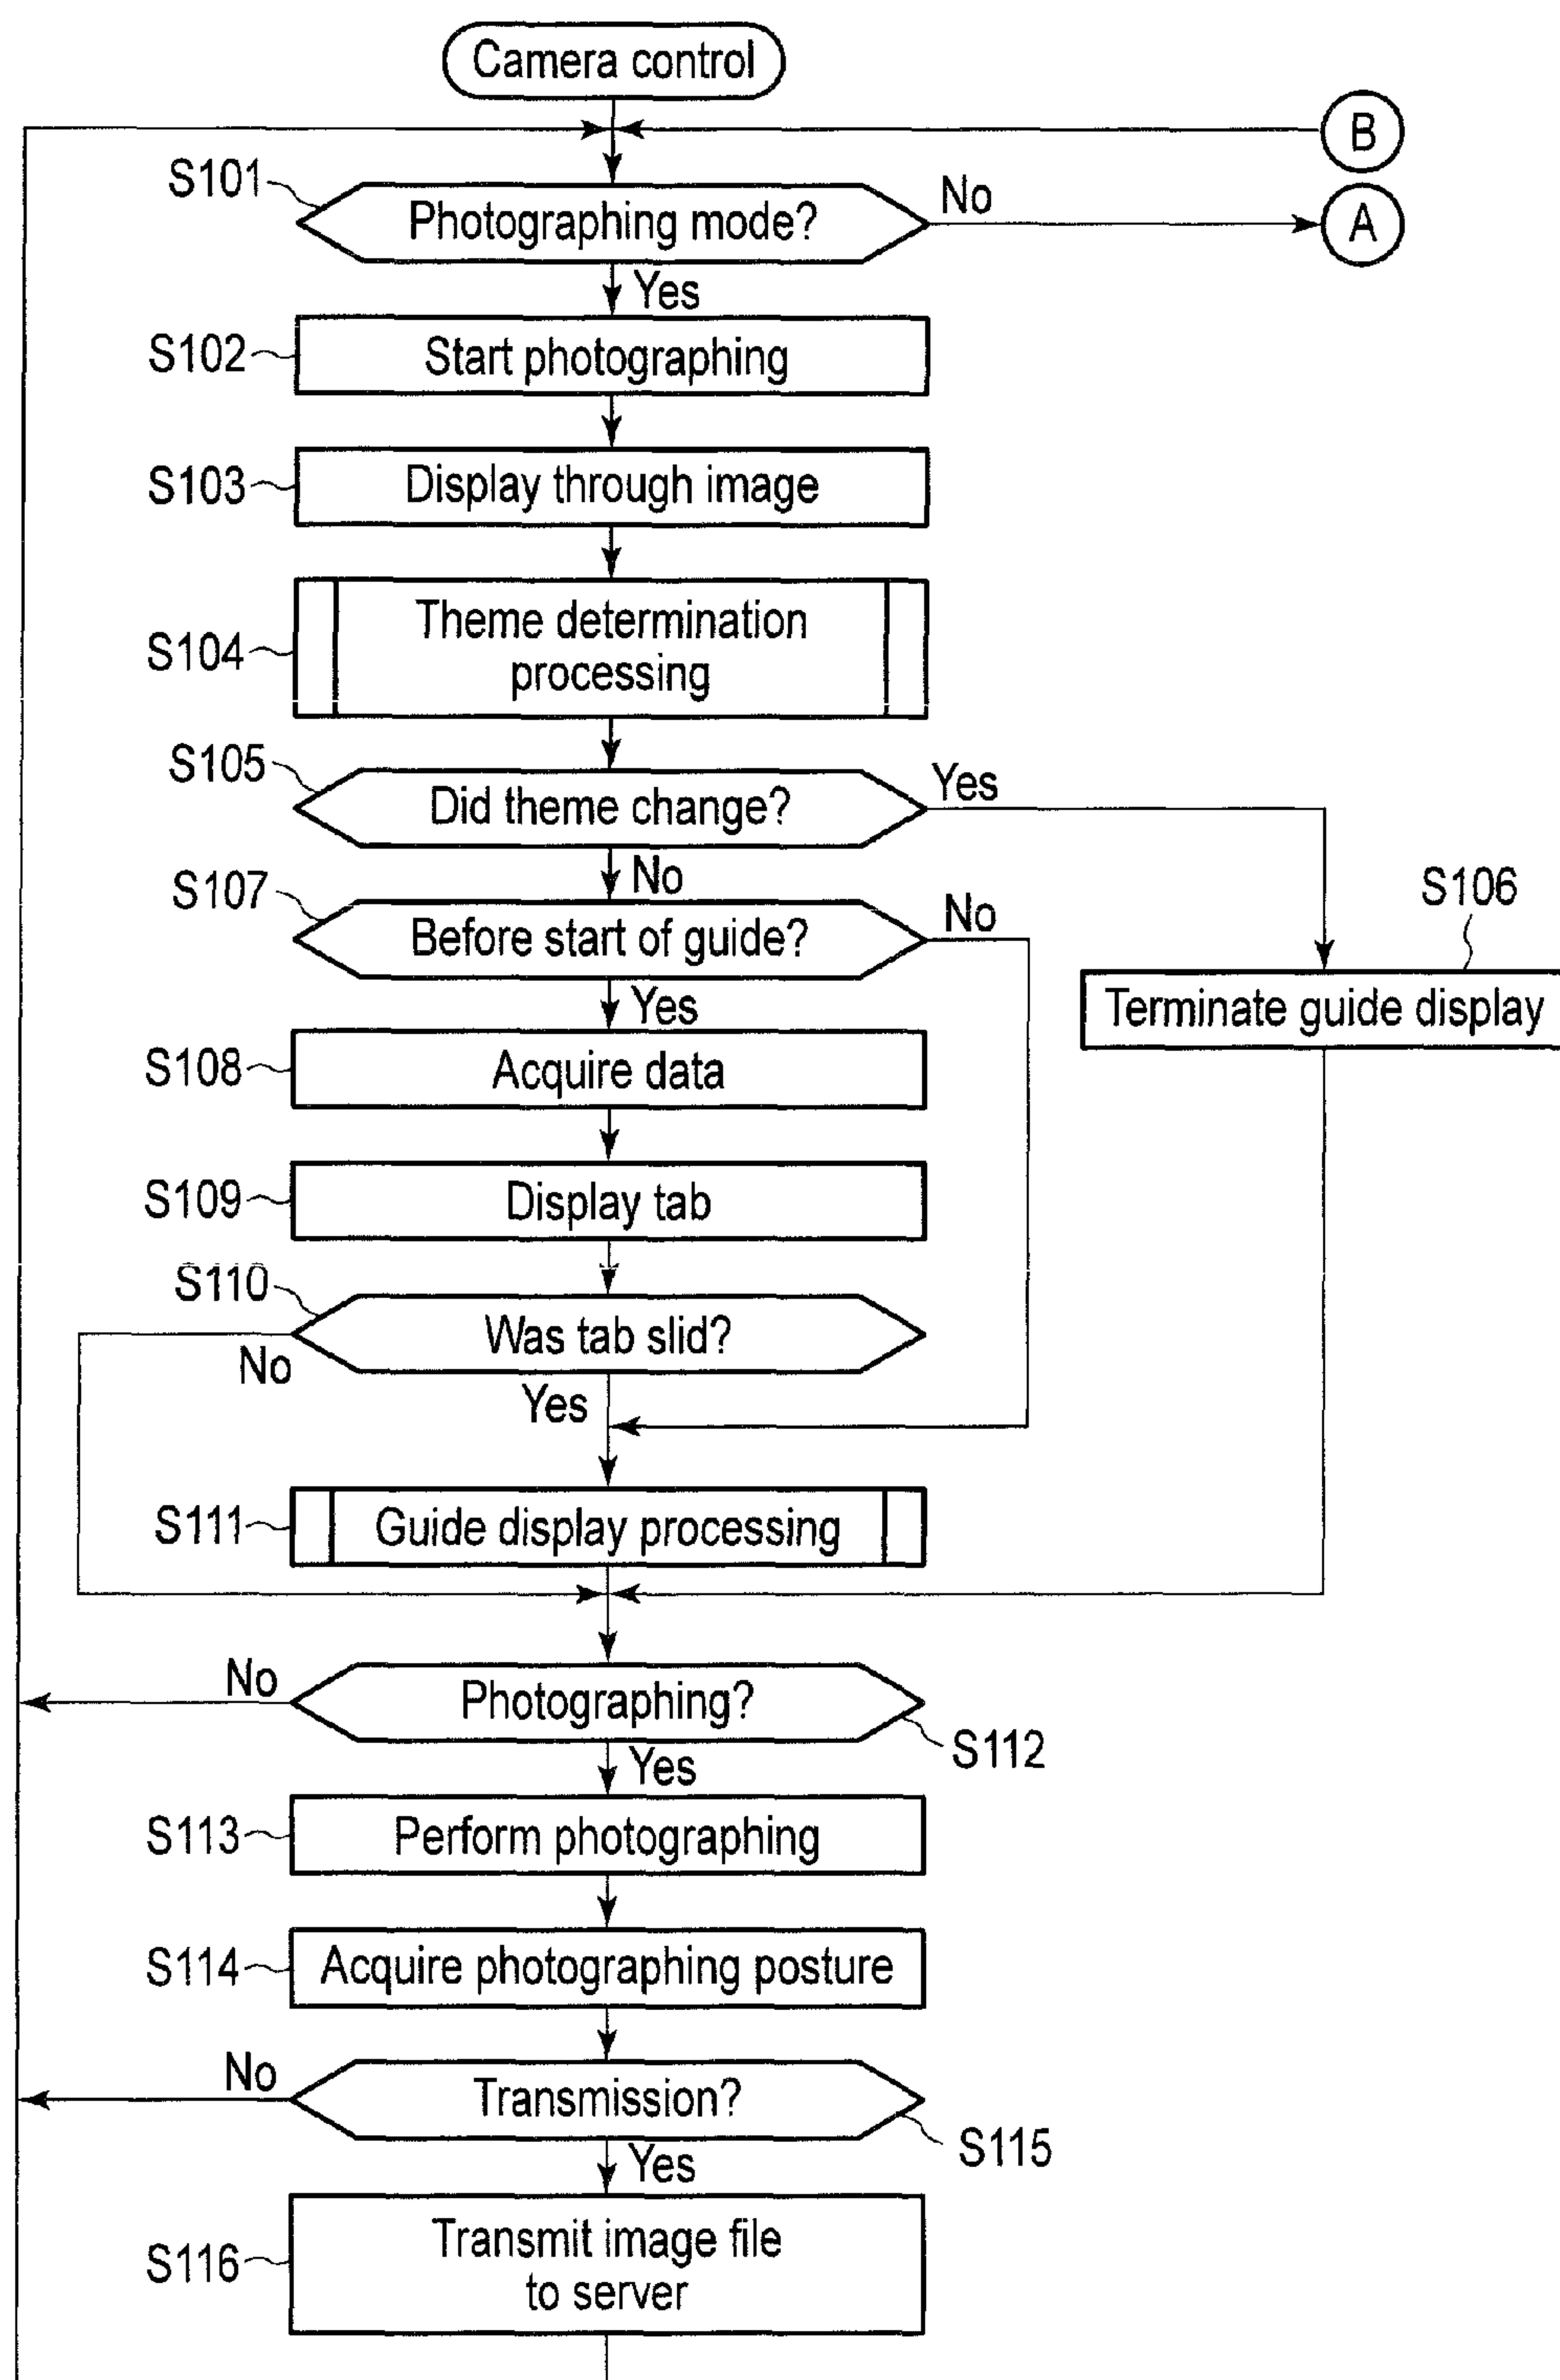 Camera control
B
S101
Photographing mode?
No
A
Yes
S102
Start photographing
S103
Display through image
S104
Theme determination
processing
S105
Did theme change?
Yes
No
S107
Before start of guide?
No
S106
Terminate guide display
Yes
S108
Acquire data
S109
Display tab
S110
Was tab slid?
No
Yes
S111
Guide display processing
No
Photographing?
S112
Yes
S113
Perform photographing
S114
Acquire photographing posture
No
Transmission?
S115
Yes
S116
Transmit image file
to server